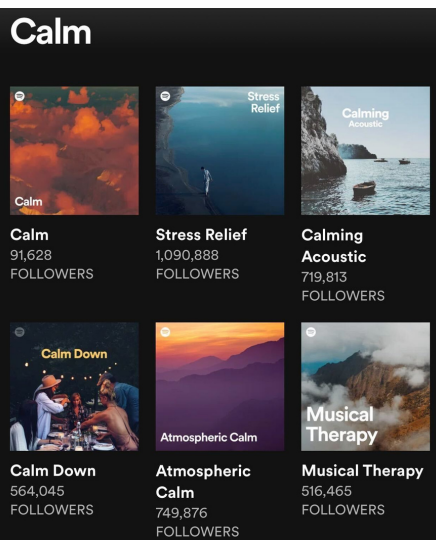 Calm
Calm
Stress
Relief
Calming
Acoustic
Calm
91,628
FOLLOWERS
Stress Relief
1,090,888
FOLLOWERS
Calming
Acoustic
719,813
FOLLOWERS
Calm Down
Atmospheric Calm
Musical
Therapy
Calm Down
564,045
FOLLOWERS
Atmospheric
Calm
749,876
FOLLOWERS
Musical Therapy
516,465
FOLLOWERS